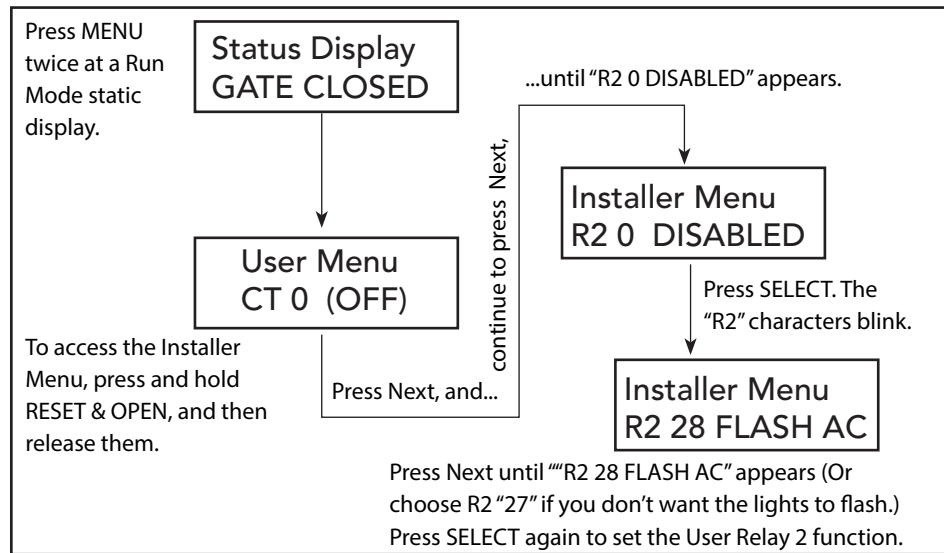 Press MENU
twice at a Run
Mode static
display.
Status Display
GATE CLOSED
User Menu
CT 0 (OFF)
To access the Installer
Menu, press and hold
RESET & OPEN, and then
release them.
Press Next, and...
continue to press Next,
...until “R2 0 DISABLED” appears.
Installer Menu
R2 0 DISABLED
Press SELECT. The
“R2” characters blink.
Installer Menu
R2 28 FLASH AC
Press Next until ““R2 28 FLASH AC” appears (Or
choose R2 “27” if you don’t want the lights to flash.)
Press SELECT again to set the User Relay 2 function.